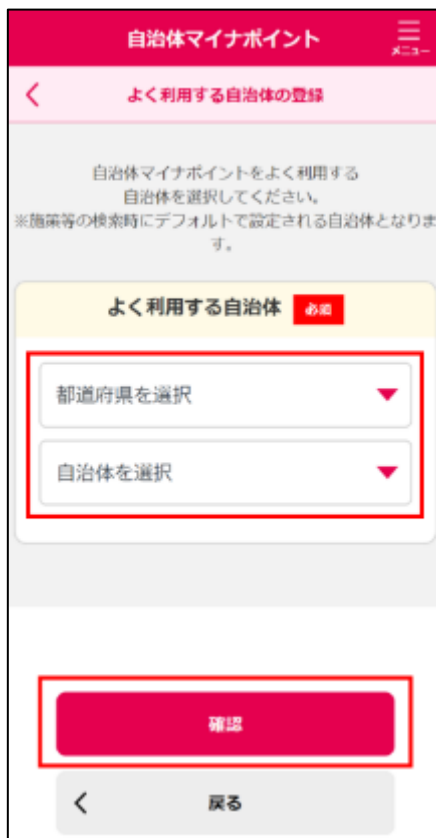 自治体マイナポイント
メニュー
よく利用する自治体の登録
自治体マイナポイントをよく利用する
自治体を選択してください。
※施策等の検索時にデフォルトで設定される自治体となりま
す。
よく利用する自治体 必須
都道府県を選択
自治体を選択
確認
戻る